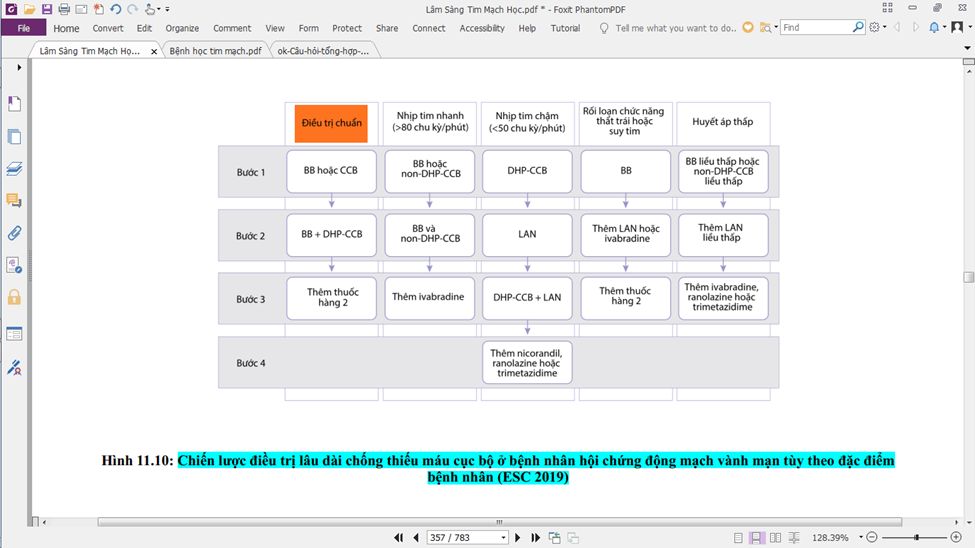 Lâm Sàng Tim Mạch Học.pdf * - Foxit PhantomPDF
File Home Convert Edit Organize Comment View Form Protect Share Connect Accessibility Help Tutorial Tell me what you want to do.. Find
Lâm Sàng Tim Mạch Họ... Bệnh học tim mạch.pdf ok-Câu-hỏi-tổng-hợp-...
Điều trị chuẩn
Nhịp tim nhanh
(>80 chu kỳ/phút)
Nhịp tim chậm
(<50 chu kỳ/phút)
Rối loạn chức năng
thất trái hoặc
suy tim
Huyết áp thấp
Bước 1
BB hoặc CCB
BB hoặc
non-DHP-CCB
DHP-CCB
BB
BB liều thấp hoặc
non-DHP-CCB
liều thấp
Bước 2
BB + DHP-CCB
BB và
non-DHP-CCB
LAN
Thêm LAN hoặc
ivabradine
Thêm LAN
liều thấp
Bước 3
Thêm thuốc
hàng 2
Thêm ivabradine
DHP-CCB + LAN
Thêm thuốc
hàng 2
Thêm ivabradine,
ranolazine hoặc
trimetazidime
Bước 4
Thêm nicorandil,
ranolazine hoặc
trimetazidime
Hình 11.10: Chiến lược điều trị lâu dài chống thiếu máu cục bộ ở bệnh nhân hội chứng động mạch vành mạn tùy theo đặc điểm
bệnh nhân (ESC 2019)
357 / 783 128.39%